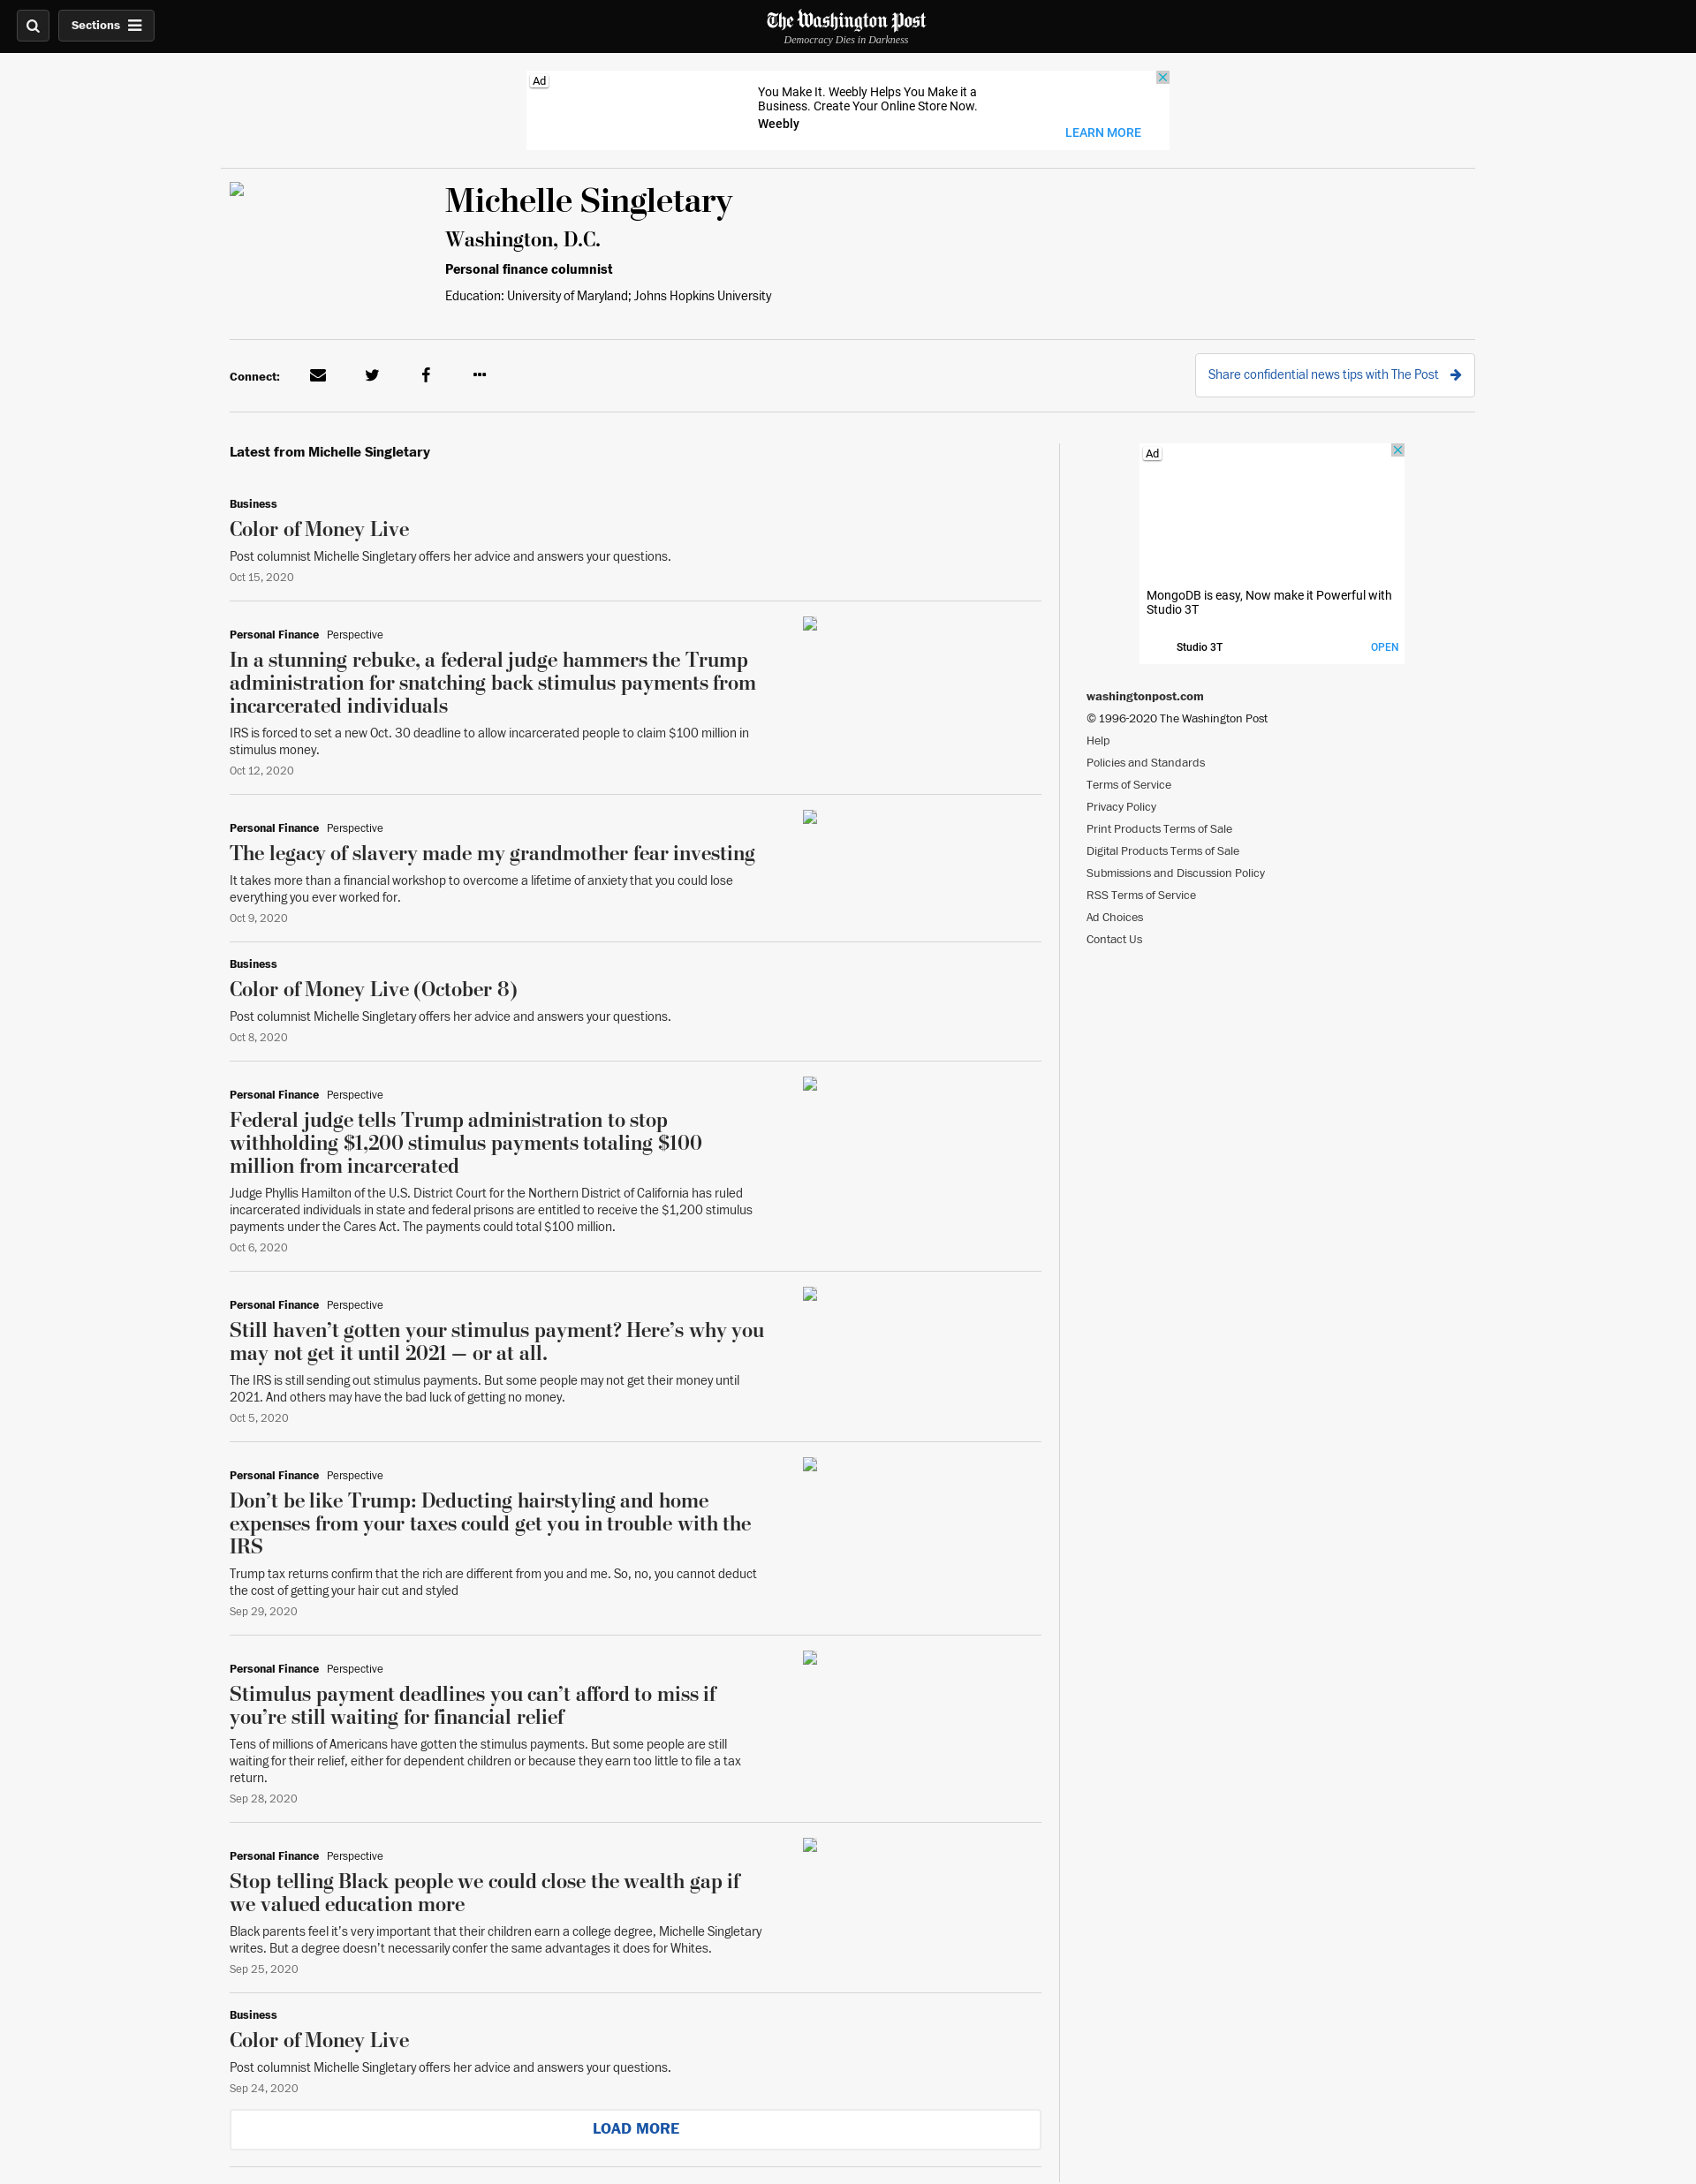 Sections
The Washington Post
Democracy Dies in Darkness
Ad
You Make It. Weebly Helps You Make it a
Business. Create Your Online Store Now.
Weebly
LEARN MORE
Michelle Singletary
Washington, D.C.
Personal finance columnist
Education: University of Maryland; Johns Hopkins University
Connect:
Share confidential news tips with The Post
Latest from Michelle Singletary
Business
Color of Money Live
Post columnist Michelle Singletary offers her advice and answers your questions.
Oct 15, 2020
Personal Finance Perspective
In a stunning rebuke, a federal judge hammers the Trump
administration for snatching back stimulus payments from
incarcerated individuals
IRS is forced to set a new Oct. 30 deadline to allow incarcerated people to claim $100 million in
stimulus money.
Oct 12, 2020
Personal Finance Perspective
The legacy of slavery made my grandmother fear investing
It takes more than a financial workshop to overcome a lifetime of anxiety that you could lose
everything you ever worked for.
Oct 9, 2020
Business
Color of Money Live (October 8)
Post columnist Michelle Singletary offers her advice and answers your questions.
Oct 8, 2020
Personal Finance Perspective
Federal judge tells Trump administration to stop
withholding $1,200 stimulus payments totaling $100
million from incarcerated
Judge Phyllis Hamilton of the U.S. District Court for the Northern District of California has ruled
incarcerated individuals in state and federal prisons are entitled to receive the $1,200 stimulus
payments under the Cares Act. The payments could total $100 million.
Oct 6, 2020
Personal Finance Perspective
Still haven’t gotten your stimulus payment? Here’s why you
may not get it until 2021 — or at all.
The IRS is still sending out stimulus payments. But some people may not get their money until
2021. And others may have the bad luck of getting no money.
Oct 5, 2020
Personal Finance Perspective
Don’t be like Trump: Deducting hairstyling and home
expenses from your taxes could get you in trouble with the
IRS
Trump tax returns confirm that the rich are different from you and me. So, no, you cannot deduct
the cost of getting your hair cut and styled
Sep 29, 2020
Personal Finance Perspective
Stimulus payment deadlines you can’t afford to miss if
you’re still waiting for financial relief
Tens of millions of Americans have gotten the stimulus payments. But some people are still
waiting for their relief, either for dependent children or because they earn too little to file a tax
return.
Sep 28, 2020
Personal Finance Perspective
Stop telling Black people we could close the wealth gap if
we valued education more
Black parents feel it’s very important that their children earn a college degree, Michelle Singletary
writes. But a degree doesn’t necessarily confer the same advantages it does for Whites.
Sep 25, 2020
Business
Color of Money Live
Post columnist Michelle Singletary offers her advice and answers your questions.
Sep 24, 2020
LOAD MORE
Ad
MongoDB is easy, Now make it Powerful with
Studio 3T
Studio 3T
OPEN
washingtonpost.com
© 1996-2020 The Washington Post
Help
Policies and Standards
Terms of Service
Privacy Policy
Print Products Terms of Sale
Digital Products Terms of Sale
Submissions and Discussion Policy
RSS Terms of Service
Ad Choices
Contact Us